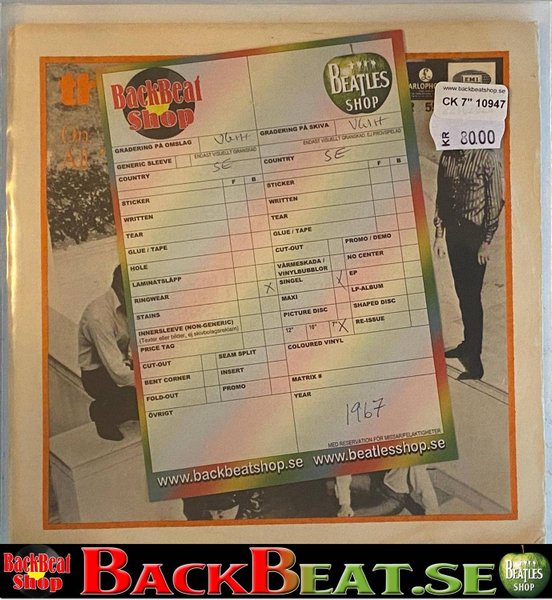 BackBeat
Shop
BEATLES
SHOP
GRADERING PÅ OMSLAG VG++
ENDAST VISUELLT GRANSKAD
GENERIC SLEEVE
COUNTRY SE
F B
STICKER
WRITTEN
TEAR
GLUE / TAPE
HOLE
LAMINATSLÄPP
RINGWEAR
STAINS
INNERSLEEVE (NON-GENERIC)
(Texter eller bilder, ej skivbolagsreklam)
PRICE TAG
CUT-OUT
SEAM SPLIT
BENT CORNER
INSERT
FOLD-OUT
PROMO
ÖVRIGT
GRADERING PÅ SKIVA VG++
ENDAST VISUELLT GRANSKAD, EJ PROVSPELAD
COUNTRY SE
F B
STICKER
WRITTEN
TEAR
GLUE / TAPE
CUT-OUT
PROMO / DEMO
VÄRMESKADA /
VINYLBUBBLOR
NO CENTER
X SINGEL
X EP
MAXI
LP-ALBUM
PICTURE DISC
SHAPED DISC
12" 10" 7" X
RE-ISSUE
COLOURED VINYL
MATRIX #
YEAR
1967
MED RESERVATION FÖR MISSAR/FELAKTIGHETER
www.backbeatshop.se www.beatlesshop.se
EMI
www.backbeatshop.se
CK 7" 10947
KR 80.00
BackBeat
Shop
BACKBEAT.SE
BEATLES
SHOP